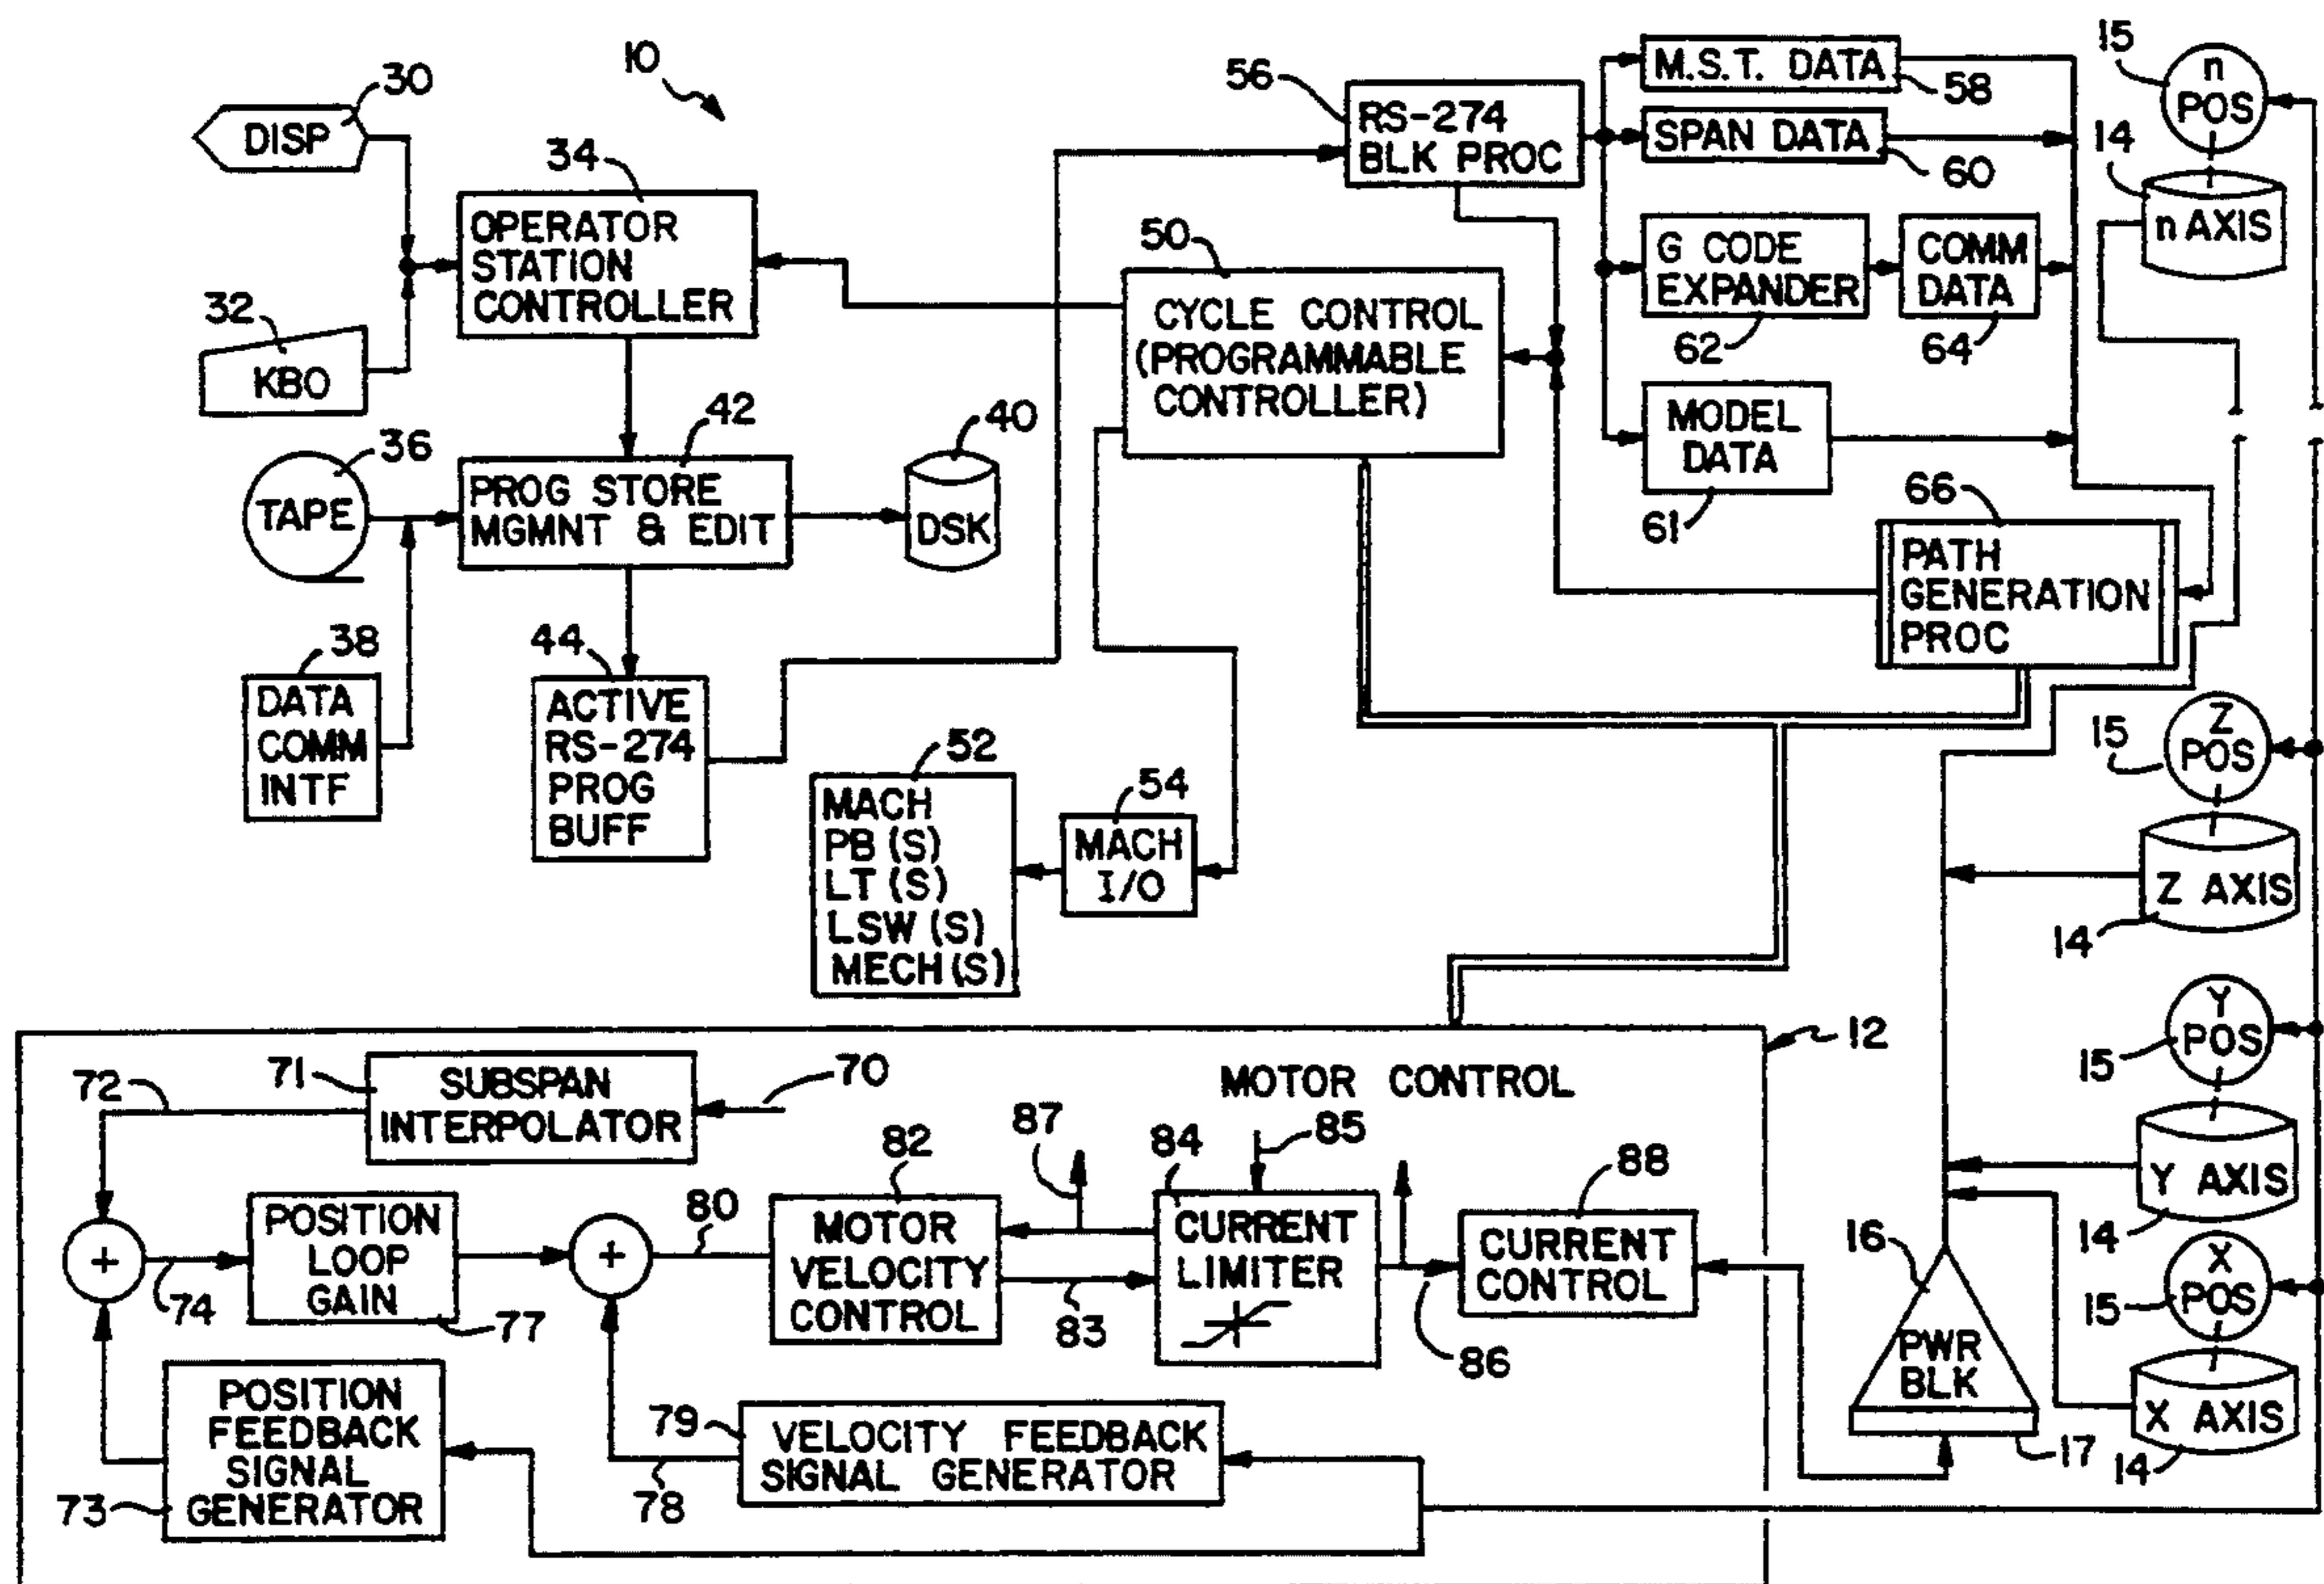 10
30
DISP
32
KBO
34
OPERATOR
STATION
CONTROLLER
36
TAPE
42
PROG STORE
MGMNT & EDIT
40
DSK
38
DATA
COMM
INTF
44
ACTIVE
RS-274
PROG
BUFF
52
MACH
PB (S)
LT (S)
LSW (S)
MECH (S)
54
MACH
I/O
50
CYCLE CONTROL
(PROGRAMMABLE
CONTROLLER)
56
RS-274
BLK PROC
M.S.T. DATA
58
SPAN DATA
60
G CODE
EXPANDER
62
COMM
DATA
64
MODEL
DATA
61
66
PATH
GENERATION
PROC
15
n
POS
14
n AXIS
15
Z
POS
Z AXIS
14
Y
POS
15
Y AXIS
14
X
POS
15
X AXIS
14
16
PWR
BLK
17
12
MOTOR CONTROL
70
71
SUBSPAN
INTERPOLATOR
72
+
74
POSITION
LOOP
GAIN
77
+
80
82
MOTOR
VELOCITY
CONTROL
83
87
84
85
CURRENT
LIMITER
86
88
CURRENT
CONTROL
POSITION
FEEDBACK
SIGNAL
GENERATOR
73
79
VELOCITY FEEDBACK
SIGNAL GENERATOR
78